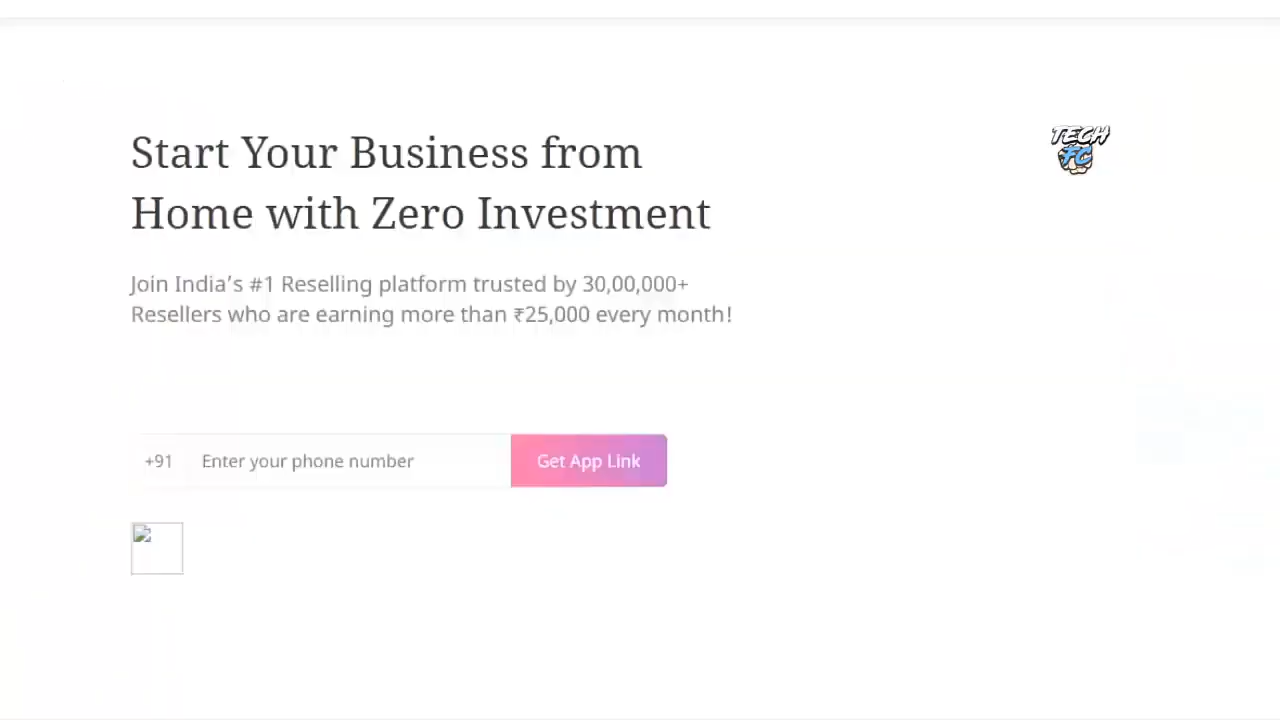 TECH
FC
Start Your Business from
Home with Zero Investment
Join India’s #1 Reselling platform trusted by 30,00,000+
Resellers who are earning more than ₹25,000 every month!
+91 Enter your phone number Get App Link